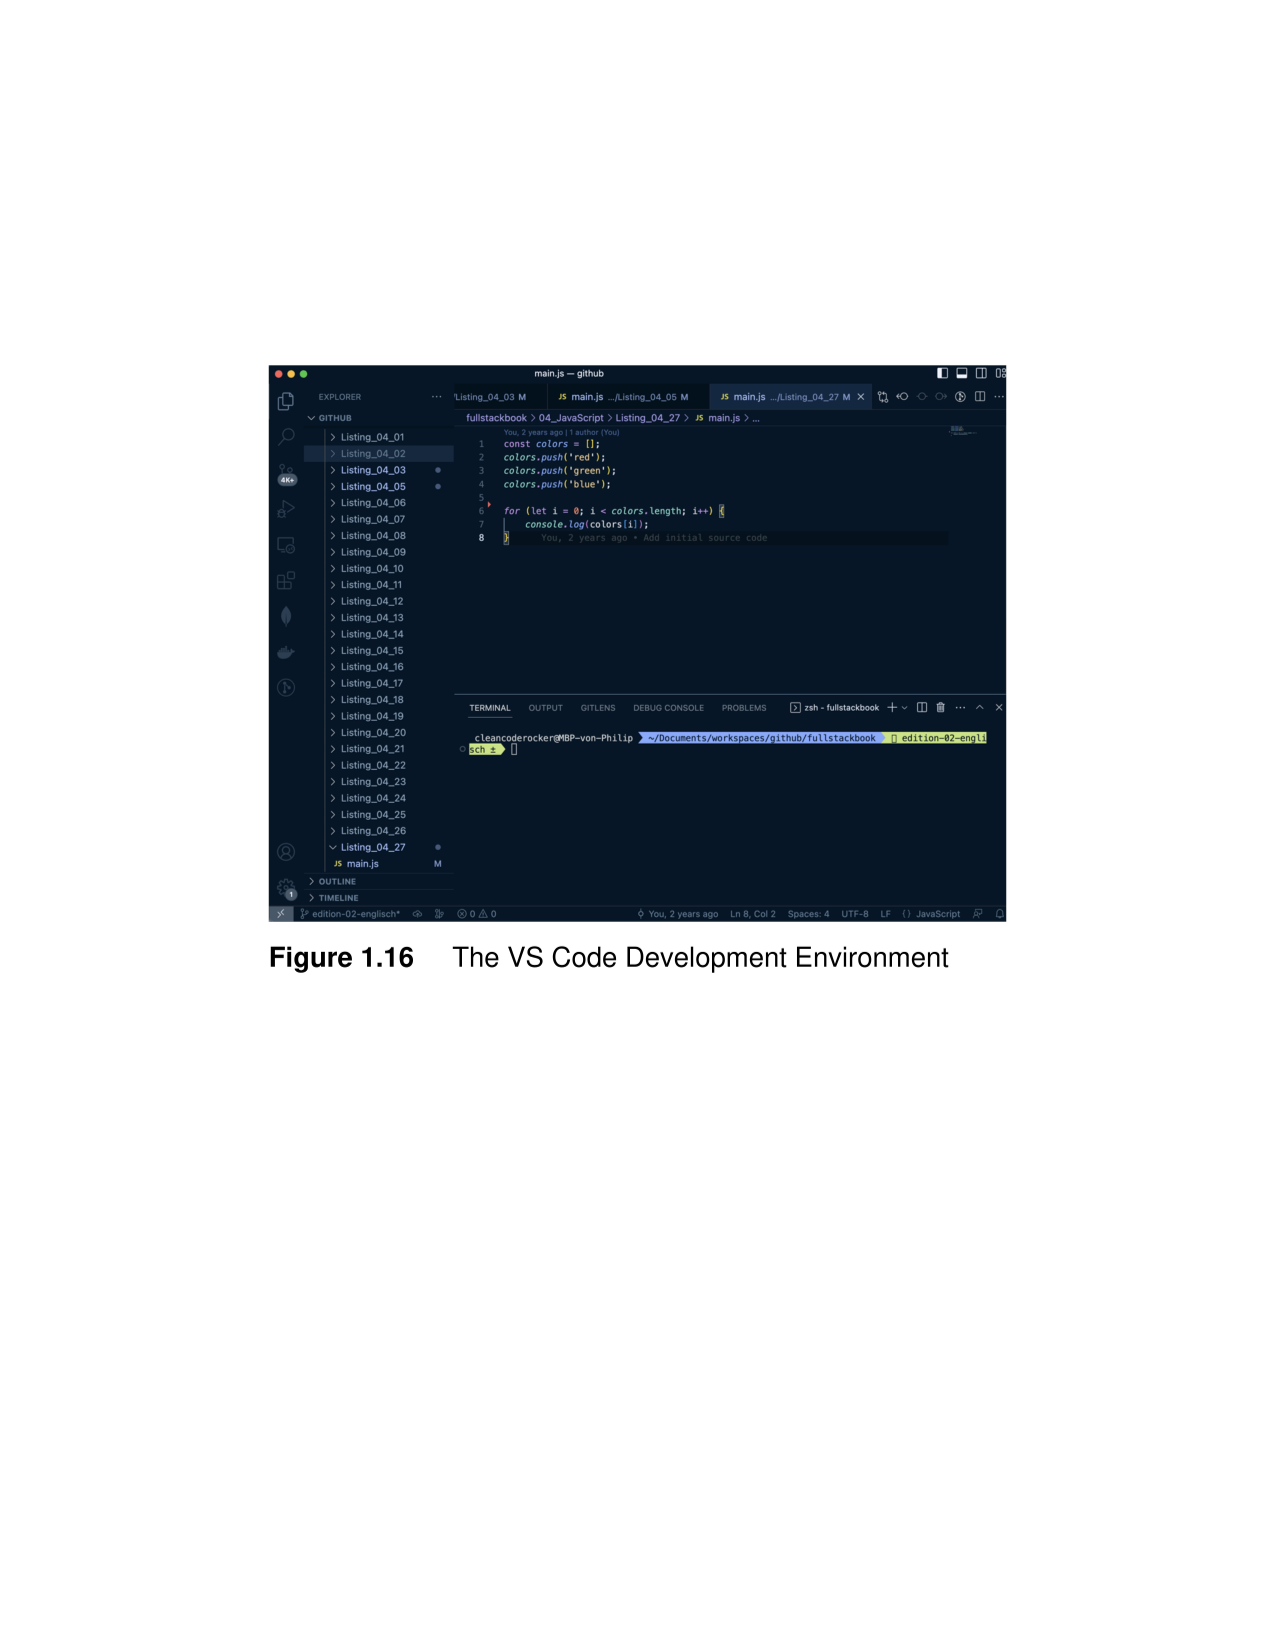 main.js — github
EXPLORER
GITHUB
Listing_04_01
Listing_04_02
Listing_04_03
Listing_04_05
Listing_04_06
Listing_04_07
Listing_04_08
Listing_04_09
Listing_04_10
Listing_04_11
Listing_04_12
Listing_04_13
Listing_04_14
Listing_04_15
Listing_04_16
Listing_04_17
Listing_04_18
Listing_04_19
Listing_04_20
Listing_04_21
Listing_04_22
Listing_04_23
Listing_04_24
Listing_04_25
Listing_04_26
Listing_04_27
JS main.js M
OUTLINE
TIMELINE
4K+
1
/Listing_04_03 M
JS main.js .../Listing_04_05 M
JS main.js .../Listing_04_27 M
fullstackbook > 04_JavaScript > Listing_04_27 > JS main.js > ...
You, 2 years ago | 1 author (You)
1 const colors = [];
2 colors.push('red');
3 colors.push('green');
4 colors.push('blue');
5
6 for (let i = 0; i < colors.length; i++) {
7 console.log(colors[i]);
8 } You, 2 years ago • Add initial source code
TERMINAL OUTPUT GITLENS DEBUG CONSOLE PROBLEMS zsh - fullstackbook
cleancoderocker@MBP-von-Philip ~/Documents/workspaces/github/fullstackbook edition-02-engli
sch ±
edition-02-englisch* 0 0 You, 2 years ago Ln 8, Col 2 Spaces: 4 UTF-8 LF {} JavaScript
Figure 1.16 The VS Code Development Environment